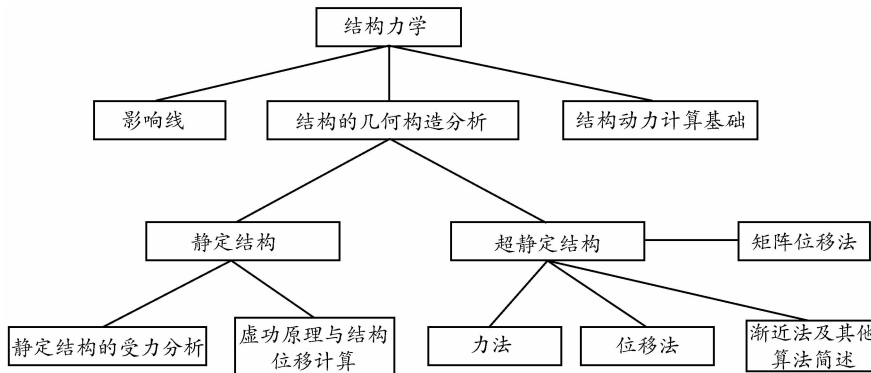 结构力学
影响线
结构的几何构造分析
结构动力计算基础
静定结构
超静定结构
矩阵位移法
静定结构的受力分析
虚功原理与结构
位移计算
力法
位移法
渐近法及其他
算法简述